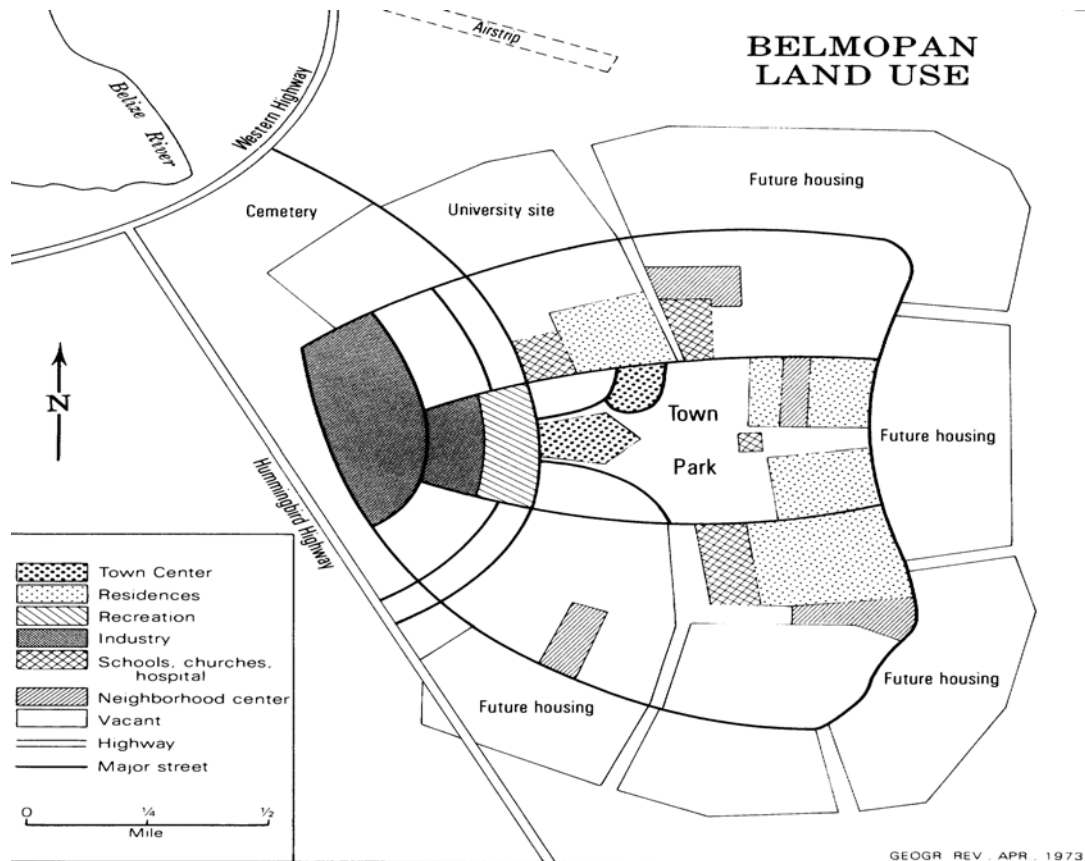 BELMOPAN
LAND USE
Airstrip
Belize River
Western Highway
Cemetery
University site
Future housing
N
Town
Park
Future housing
Hummingbird Highway
Future housing
Future housing
Town Center
Residences
Recreation
Industry
Schools, churches,
hospital
Neighborhood center
Vacant
Highway
Major street
0 ¼ ½
Mile
GEOGR REV, APR, 1973